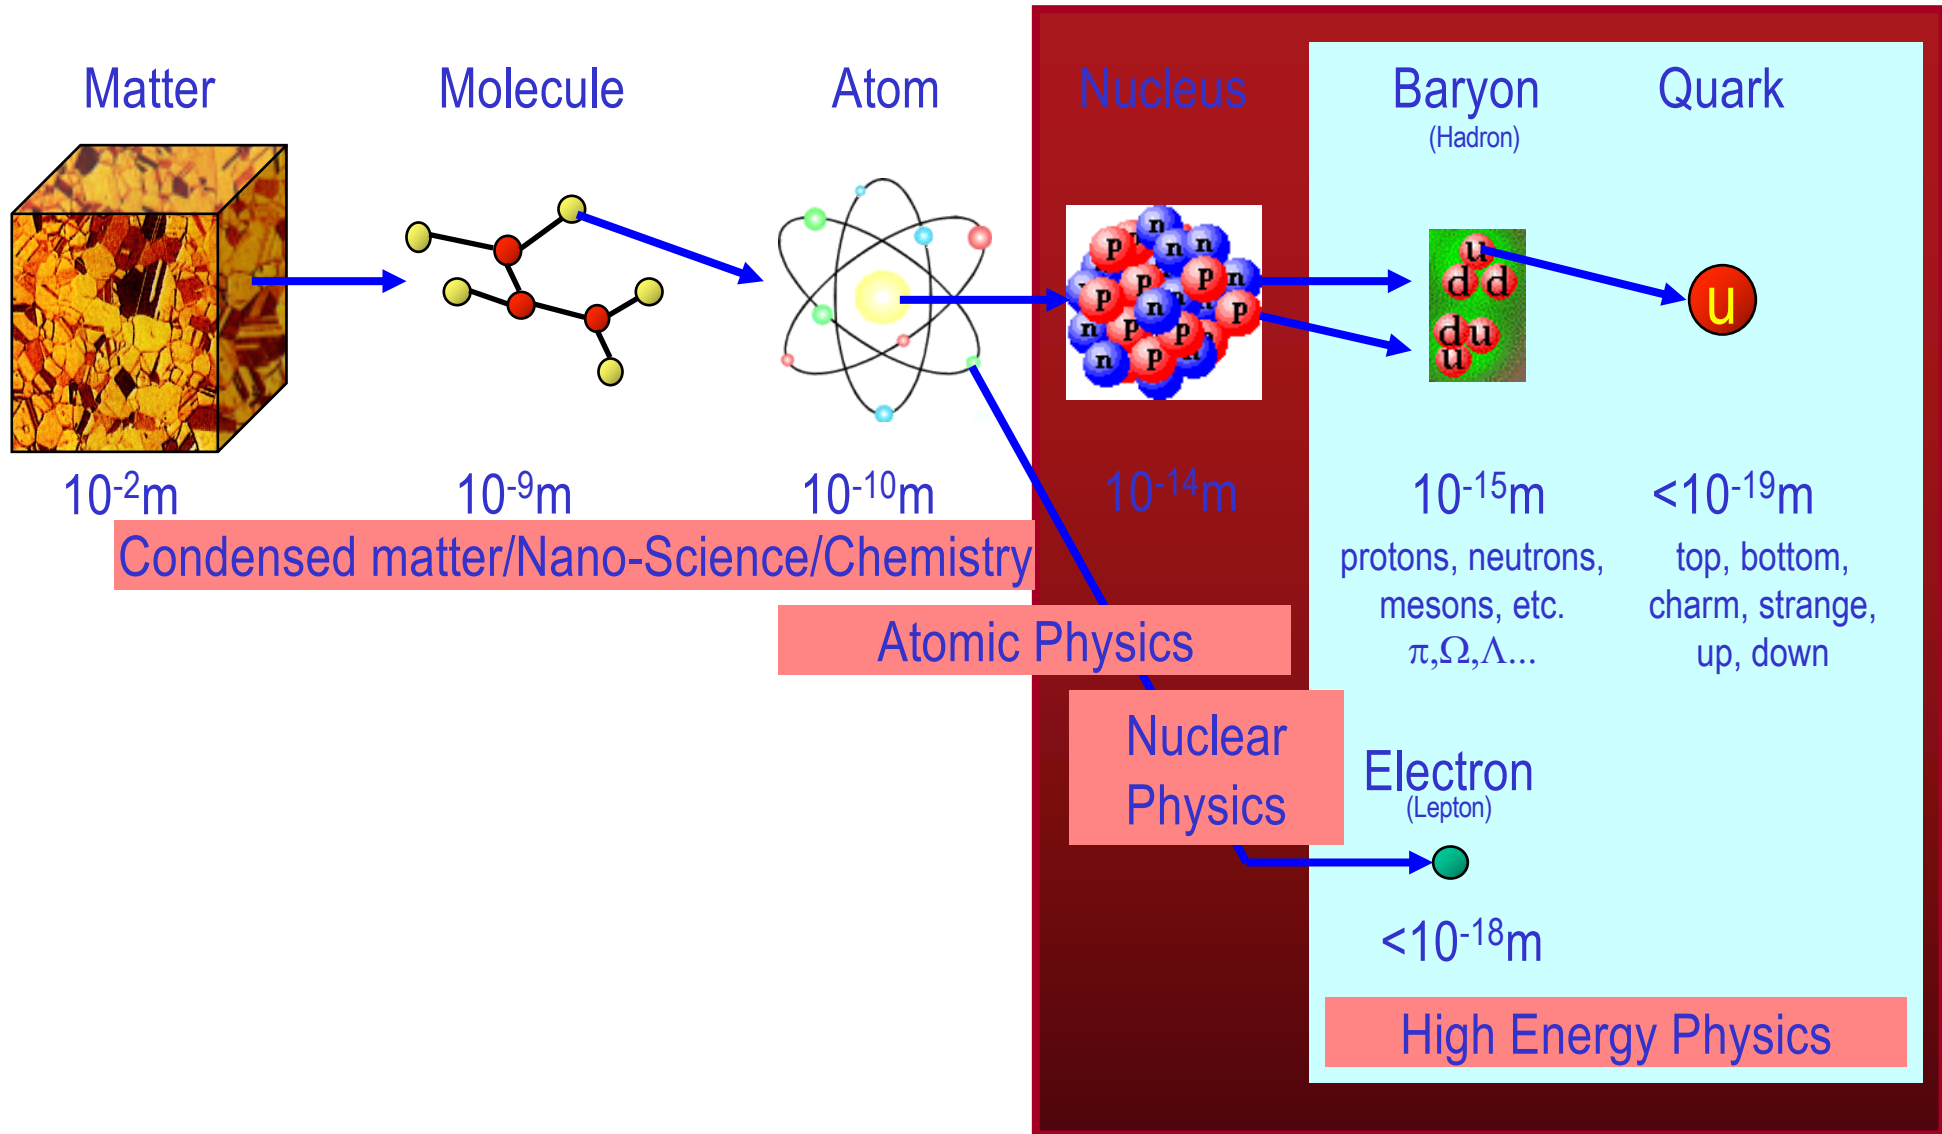 Matter
Molecule
Atom
Nucleus
Baryon
(Hadron)
Quark
p p n n n
p p p n
p n p
n p p p
n p n
u
d d
d u
u
u
10⁻²m
10⁻⁹m
10⁻¹⁰m
10⁻¹⁴m
10⁻¹⁵m
<10⁻¹⁹m
Condensed matter/Nano-Science/Chemistry
protons, neutrons,
mesons, etc.
π,Ω,Λ...
top, bottom,
charm, strange,
up, down
Atomic Physics
Nuclear
Physics
Electron
(Lepton)
<10⁻¹⁸m
High Energy Physics